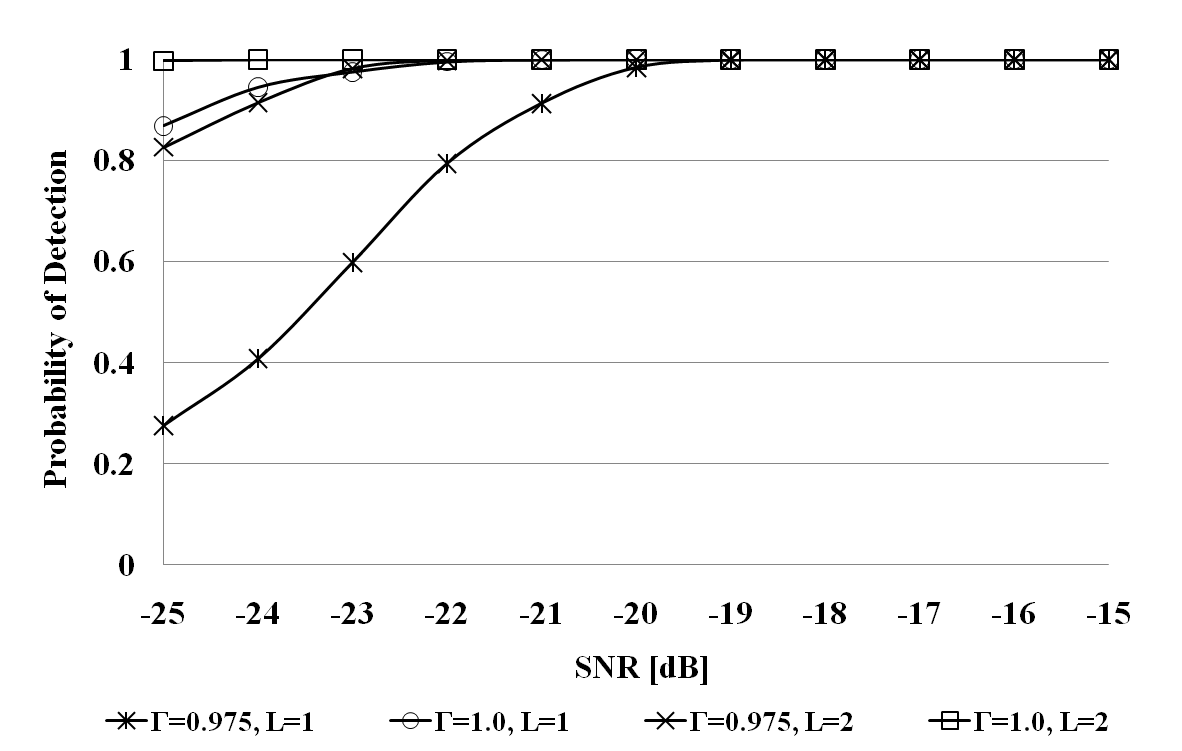 Probability of Detection
1
0.8
0.6
0.4
0.2
0
-25 -24 -23 -22 -21 -20 -19 -18 -17 -16 -15
SNR [dB]
Γ=0.975, L=1 Γ=1.0, L=1 Γ=0.975, L=2 Γ=1.0, L=2